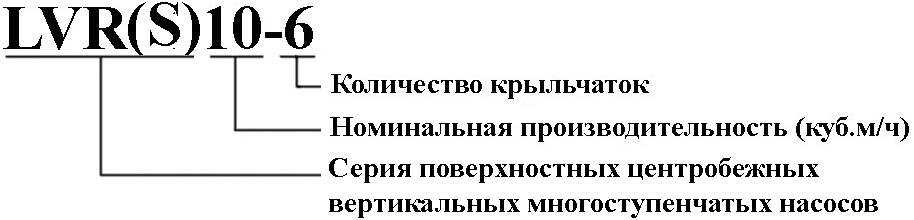 LVR(S)10-6
Количество крыльчаток
Номинальная производительность (куб.м/ч)
Серия поверхностных центробежных
вертикальных многоступенчатых насосов